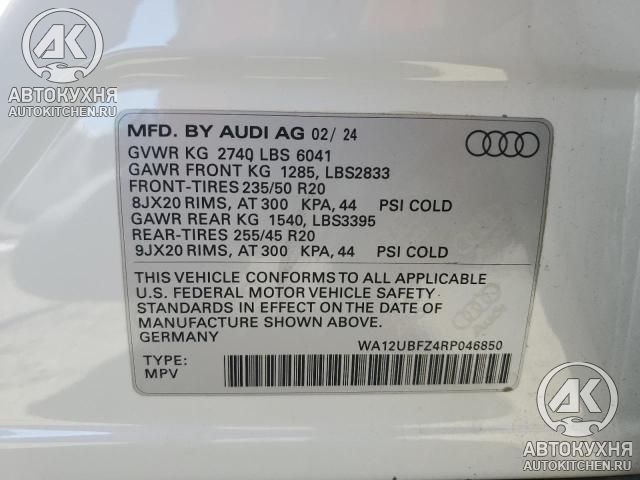 АК
АВТОКУХНЯ
AUTOKITCHEN.RU
MFD. BY AUDI AG 02/ 24
GVWR KG 2740 LBS 6041
GAWR FRONT KG 1285, LBS2833
FRONT-TIRES 235/50 R20
8JX20 RIMS, AT 300 KPA, 44 PSI COLD
GAWR REAR KG 1540, LBS3395
REAR-TIRES 255/45 R20
9JX20 RIMS, AT 300 KPA, 44 PSI COLD
THIS VEHICLE CONFORMS TO ALL APPLICABLE
U.S. FEDERAL MOTOR VEHICLE SAFETY
STANDARDS IN EFFECT ON THE DATE OF
MANUFACTURE SHOWN ABOVE.
GERMANY
Audi
WA12UBFZ4RP046850
TYPE:
MPV
АК
АВТОКУХНЯ
AUTOKITCHEN.RU